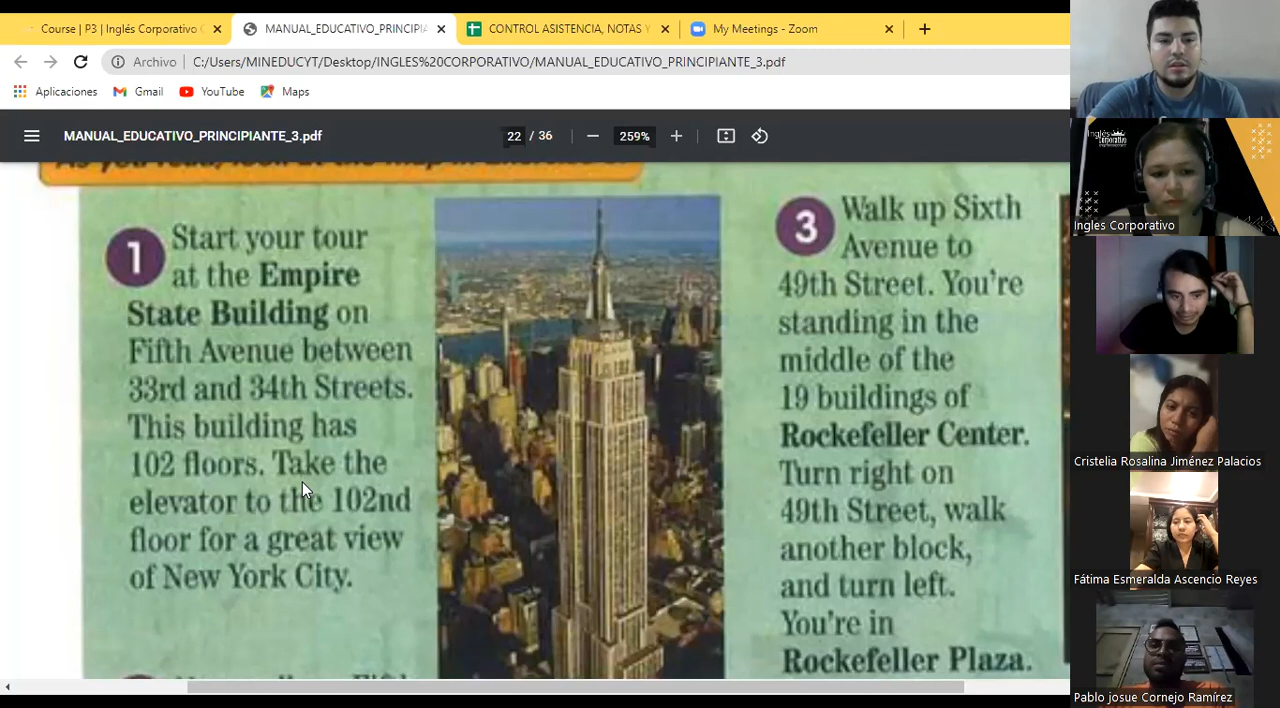 Course | P3 | Inglés Corporativo
MANUAL_EDUCATIVO_PRINCIPIA
CONTROL ASISTENCIA, NOTAS Y
My Meetings - Zoom
Archivo
C:/Users/MINEDUCYT/Desktop/INGLES%20CORPORATIVO/MANUAL_EDUCATIVO_PRINCIPIANTE_3.pdf
Aplicaciones
Gmail
YouTube
Maps
MANUAL_EDUCATIVO_PRINCIPIANTE_3.pdf
22 / 36
259%
1 Start your tour
at the Empire
State Building on
Fifth Avenue between
33rd and 34th Streets.
This building has
102 floors. Take the
elevator to the 102nd
floor for a great view
of New York City.
3 Walk up Sixth
Avenue to
49th Street. You're
standing in the
middle of the
19 buildings of
Rockefeller Center.
Turn right on
49th Street, walk
another block,
and turn left.
You're in
Rockefeller Plaza.
Inglés
Corporativo
Ingles Corporativo
Cristelia Rosalina Jiménez Palacios
Fátima Esmeralda Ascencio Reyes
Pablo josue Cornejo Ramírez